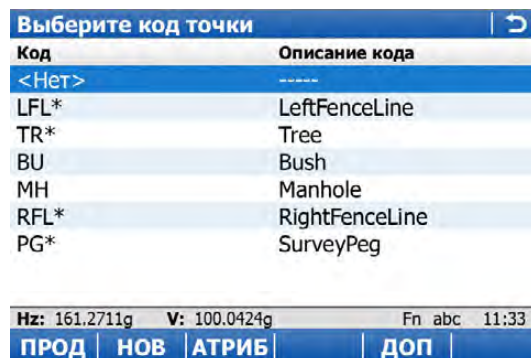 Выберите код точки
Код Описание кода
<Нет> -----
LFL* LeftFenceLine
TR* Tree
BU Bush
MH Manhole
RFL* RightFenceLine
PG* SurveyPeg
Hz: 161.2711g V: 100.0424g Fn abc 11:33
ПРОД НОВ АТРИБ ДОП